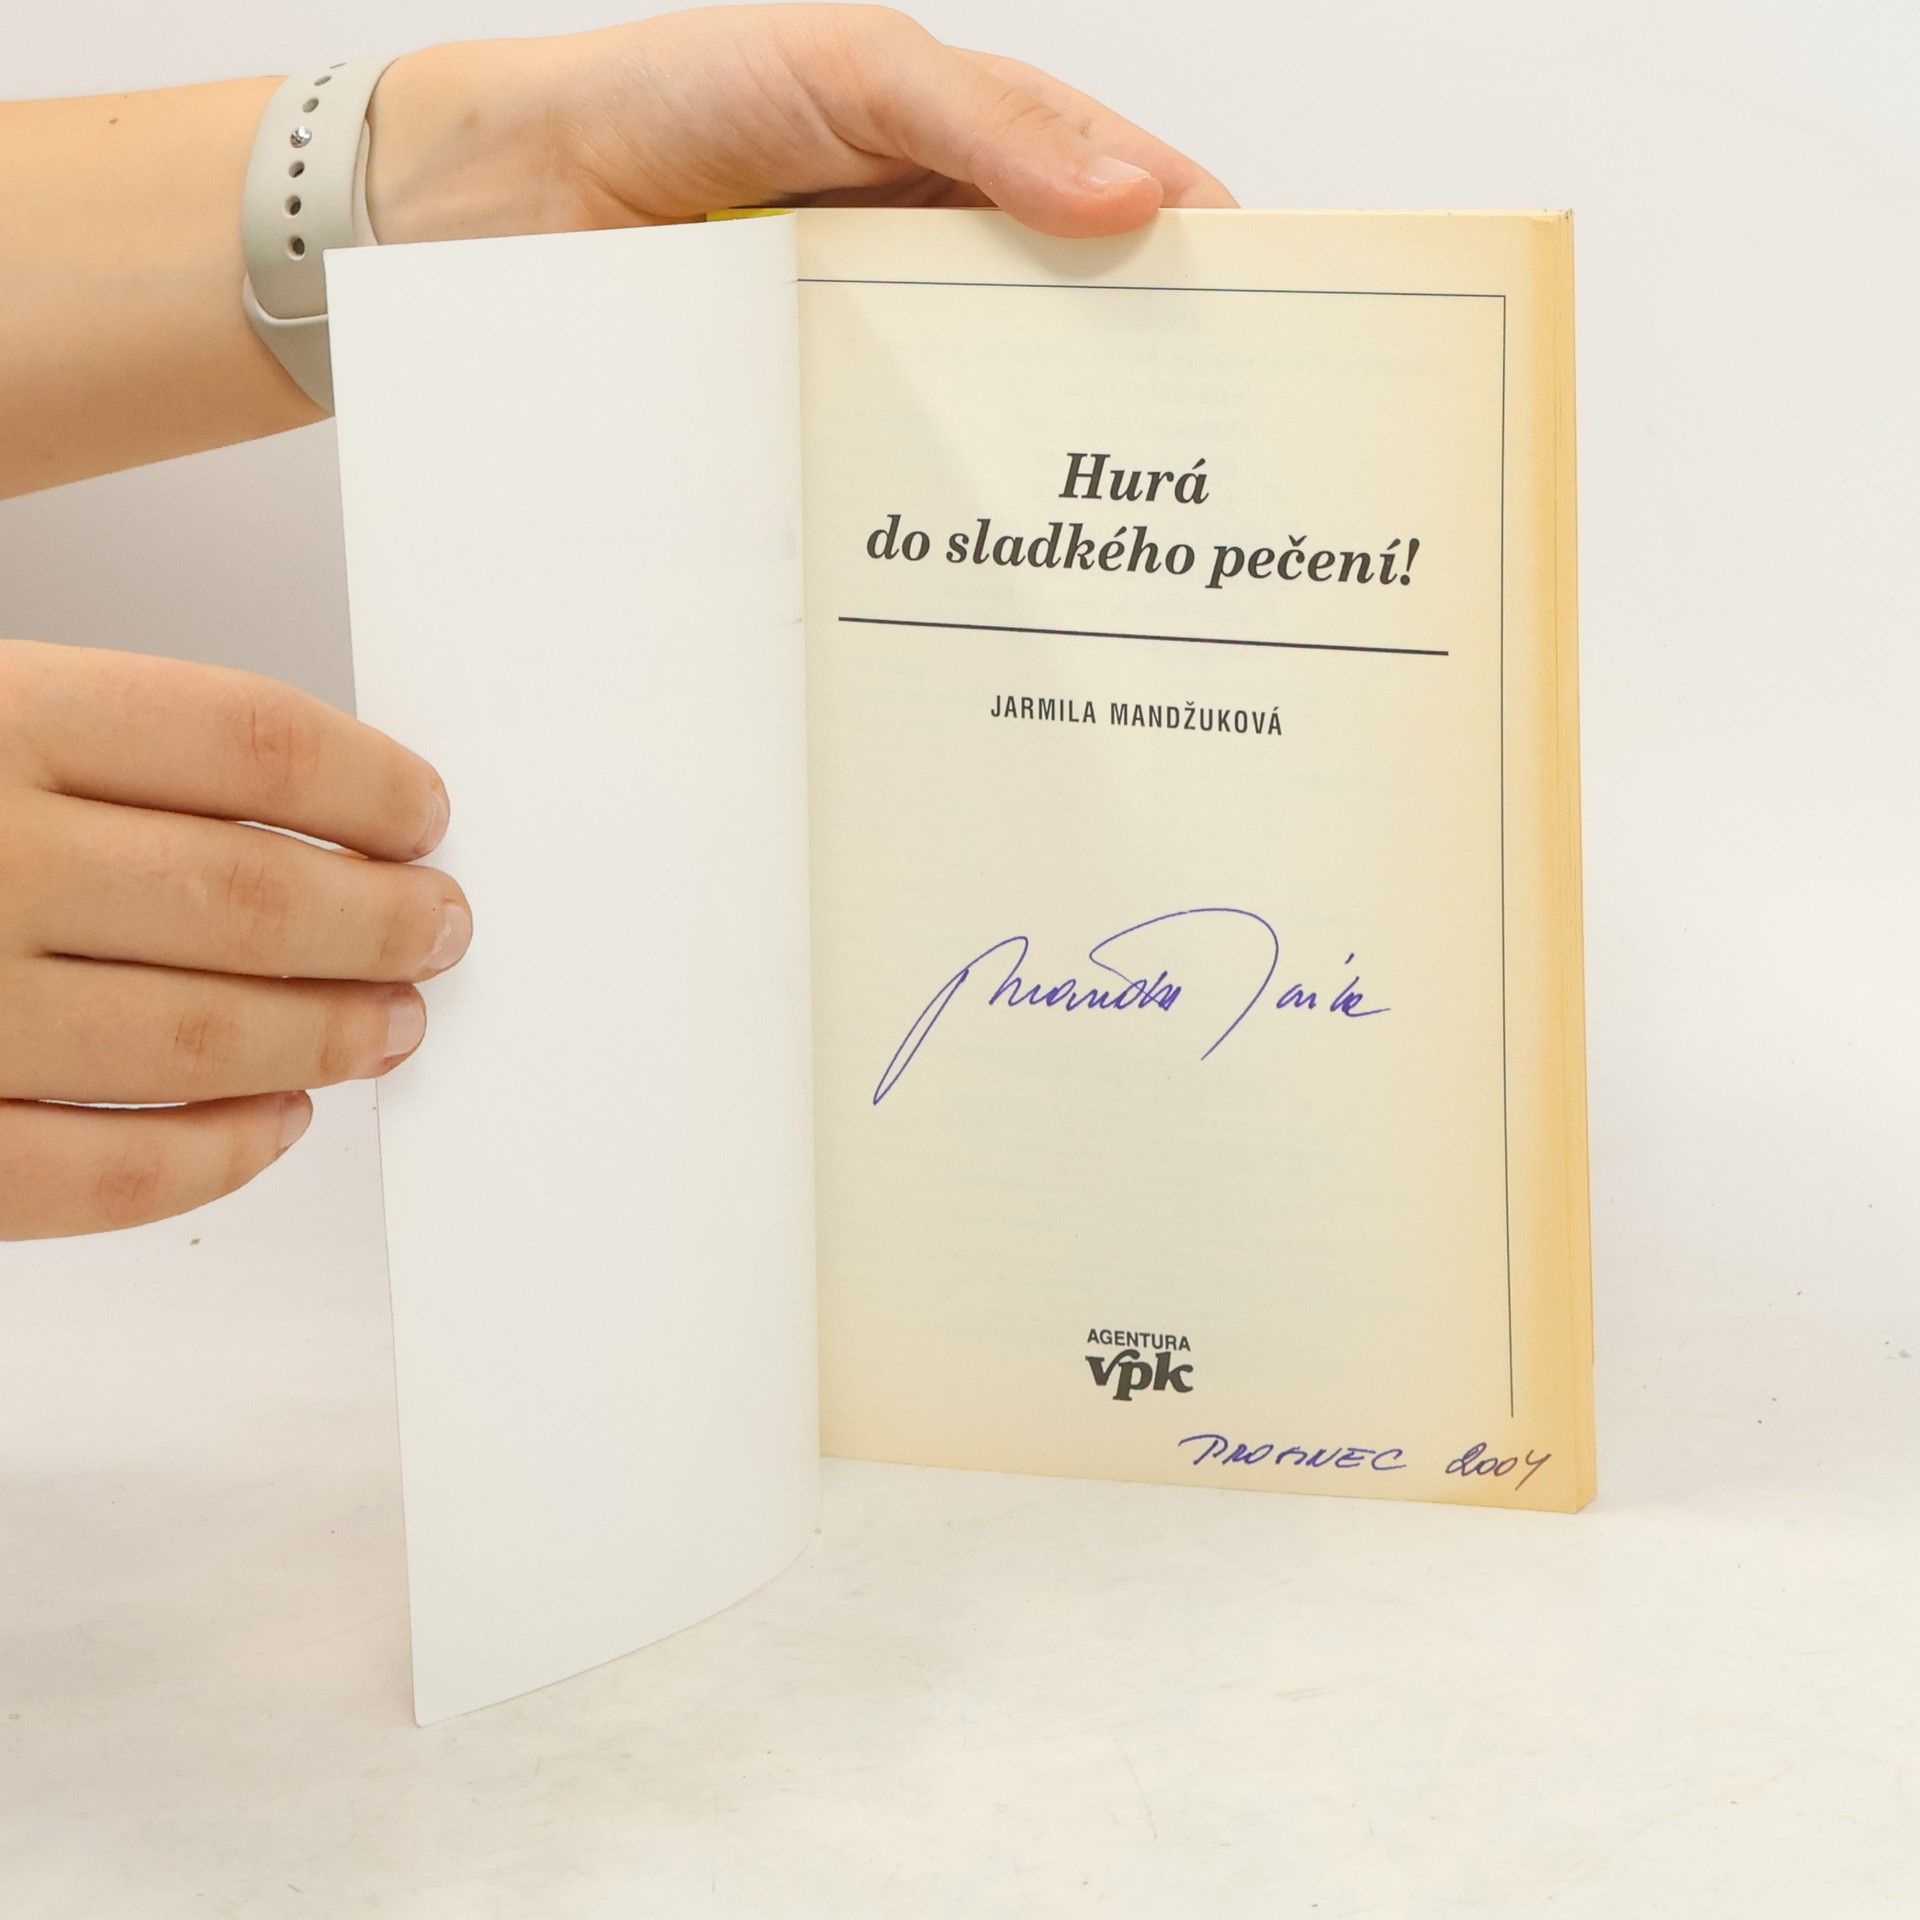 Hurá
do sladkého pečení!
JARMILA MANDŽUKOVÁ
AGENTURA
vpk
PROSINEC 2004